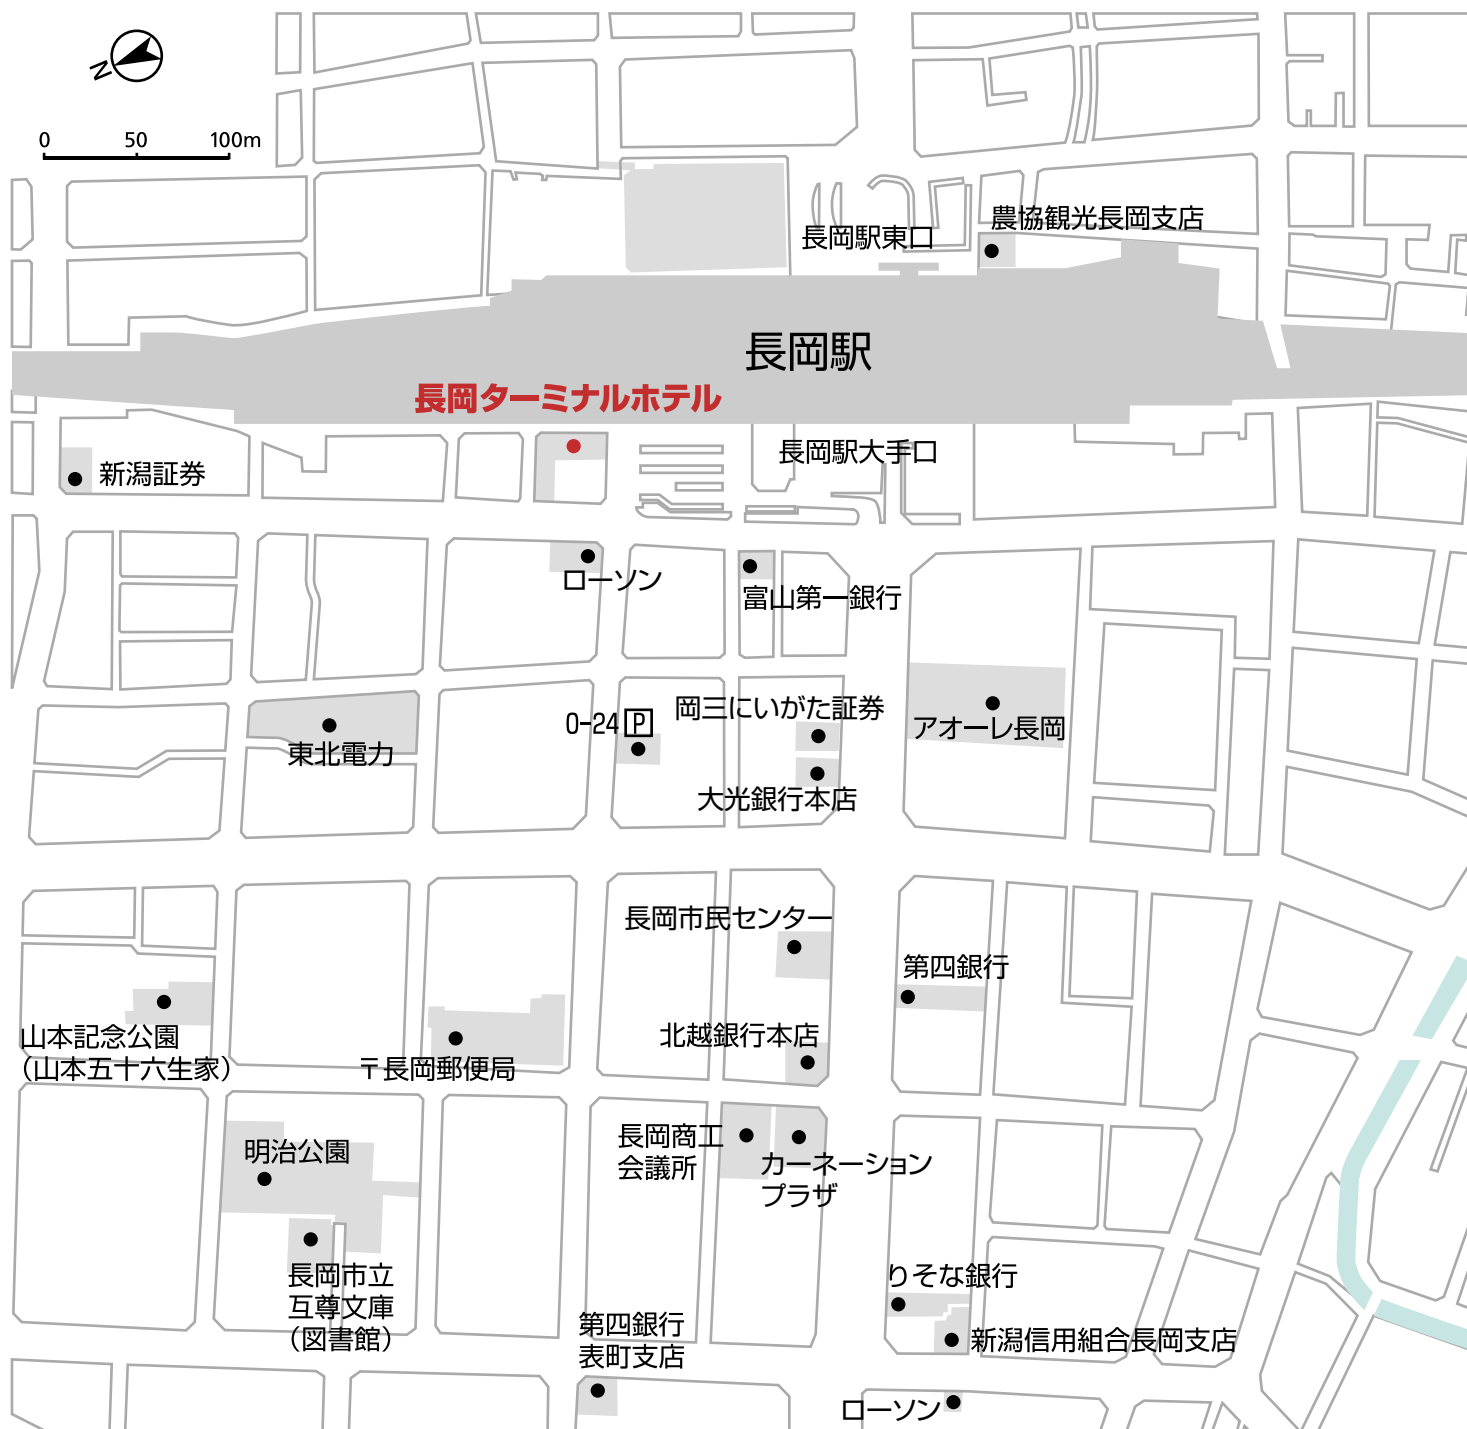 N
0 50 100m
農協観光長岡支店
長岡駅東口
長岡駅
長岡ターミナルホテル
長岡駅大手口
新潟証券
ローソン
富山第一銀行
岡三にいがた証券
0-24 P
アオーレ長岡
東北電力
大光銀行本店
長岡市民センター
第四銀行
山本記念公園
(山本五十六生家)
北越銀行本店
〒長岡郵便局
長岡商工
会議所
明治公園
カーネーション
プラザ
長岡市立
互尊文庫
(図書館)
りそな銀行
第四銀行
表町支店
新潟信用組合長岡支店
ローソン